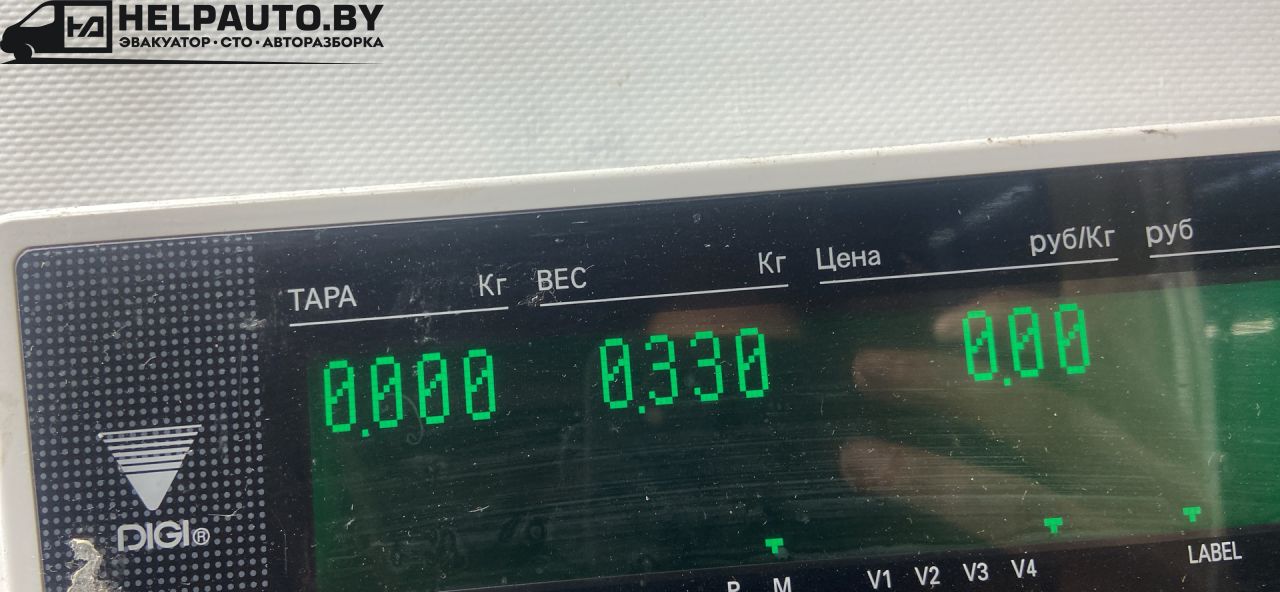 HELPAUTO.BY
ЭВАКУАТОР · СТО · АВТОРАЗБОРКА
ТАРА Кг ВЕС Кг Цена руб/Кг руб
0.000 0.330 0.00
DIGI®
P M V1 V2 V3 V4 LABEL